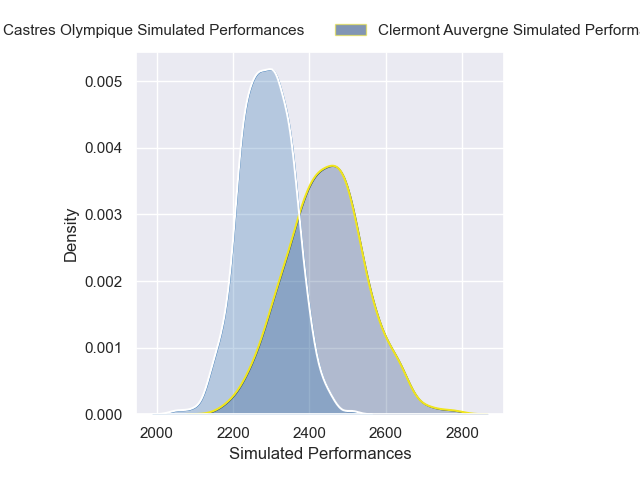 Castres Olympique Simulated Performances Clermont Auvergne Simulated Perform
0.005
0.004
0.003
0.002
0.001
0.000
Density
2000 2200 2400 2600 2800
Simulated Performances